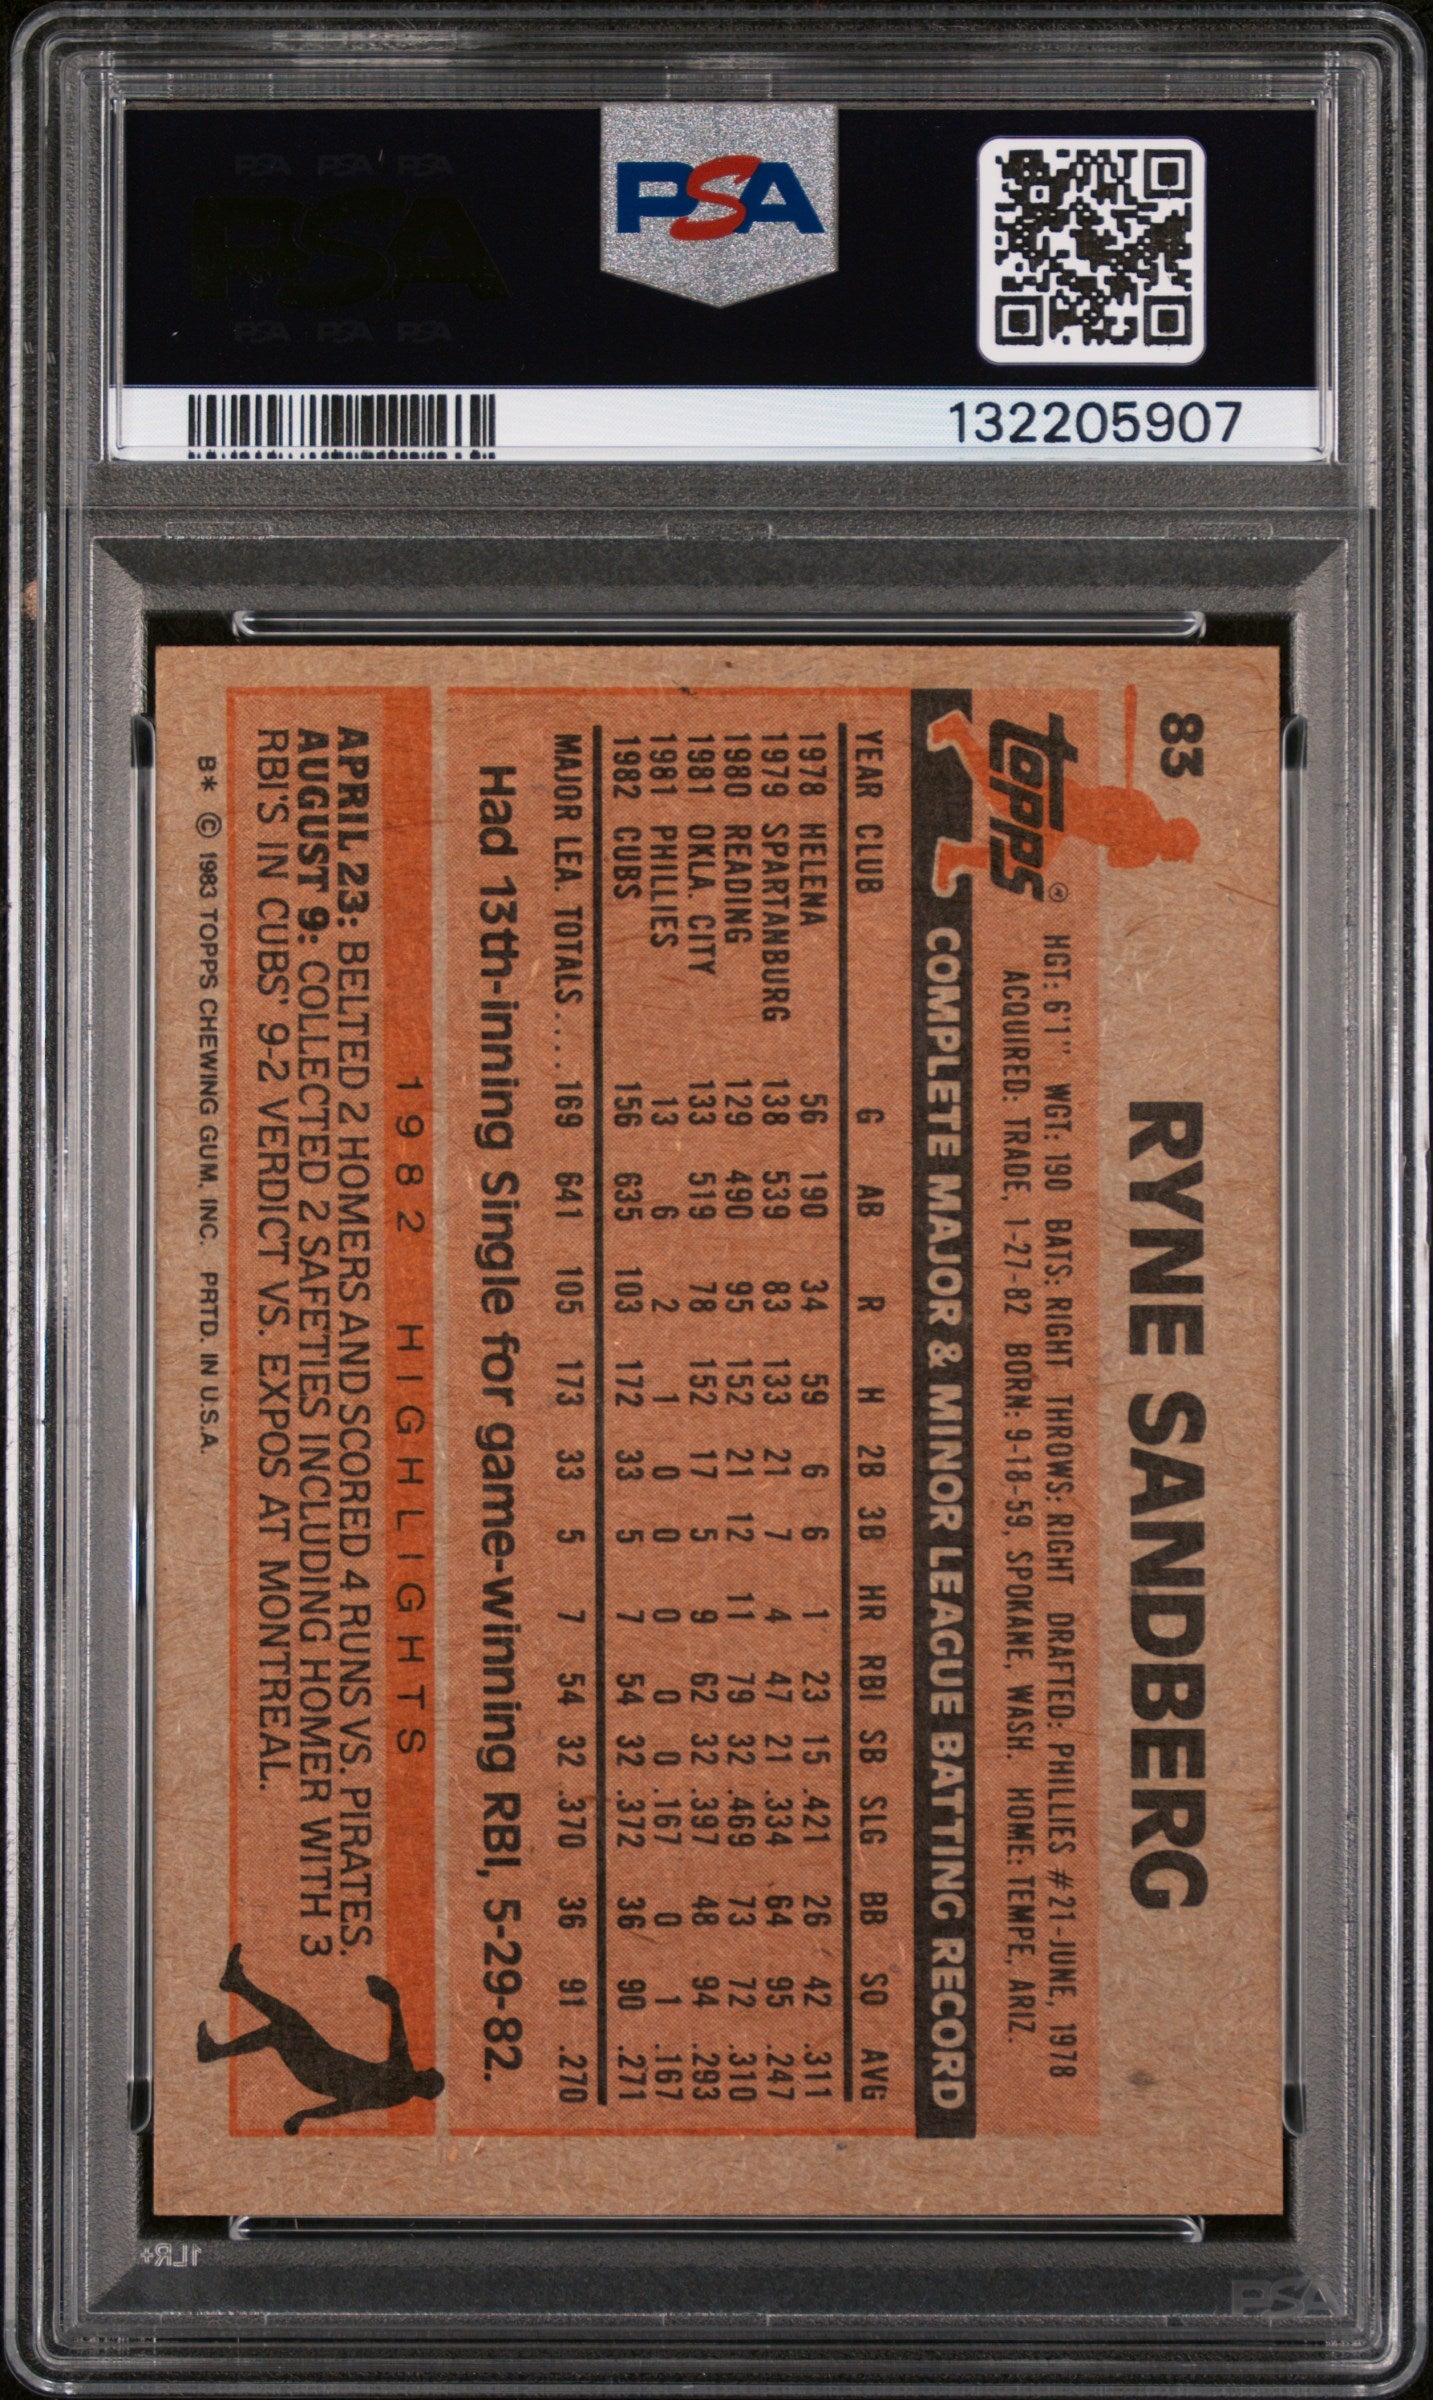 PSA PSA PSA
PSA
PSA PSA PSA
PSA
132205907
83
RYNE SANDBERG
Topps®
HGT: 6'1" WGT: 190 BATS: RIGHT THROWS: RIGHT DRAFTED: PHILLIES #21-JUNE, 1978
ACQUIRED: TRADE, 1-27-82 BORN: 9-18-59, SPOKANE, WASH. HOME: TEMPE, ARIZ.
COMPLETE MAJOR & MINOR LEAGUE BATTING RECORD
YEAR CLUB G AB R H 2B 3B HR RBI SB SLG BB SO AVG
1978 HELENA 56 190 34 59 6 6 1 23 15 .421 26 42 .311
1979 SPARTANBURG 138 539 83 133 21 7 4 47 21 .334 64 95 .247
1980 READING 129 490 95 152 21 12 11 79 32 .469 73 72 .310
1981 OKLA. CITY 133 519 78 152 17 5 9 62 32 .397 48 94 .293
1981 PHILLIES 13 6 2 1 0 0 0 0 0 .167 0 1 .167
1982 CUBS 156 635 103 172 33 5 7 54 32 .372 36 90 .271
MAJOR LEA. TOTALS.... 169 641 105 173 33 5 7 54 32 .370 36 91 .270
Had 13th-inning Single for game-winning RBI, 5-29-82.
1982 HIGHLIGHTS
APRIL 23: BELTED 2 HOMERS AND SCORED 4 RUNS VS. PIRATES.
AUGUST 9: COLLECTED 2 SAFETIES INCLUDING HOMER WITH 3
RBI'S IN CUBS' 9-2 VERDICT VS. EXPOS AT MONTREAL.
B* © 1983 TOPPS CHEWING GUM, INC. PRTD. IN U.S.A.
1LR+
PSA